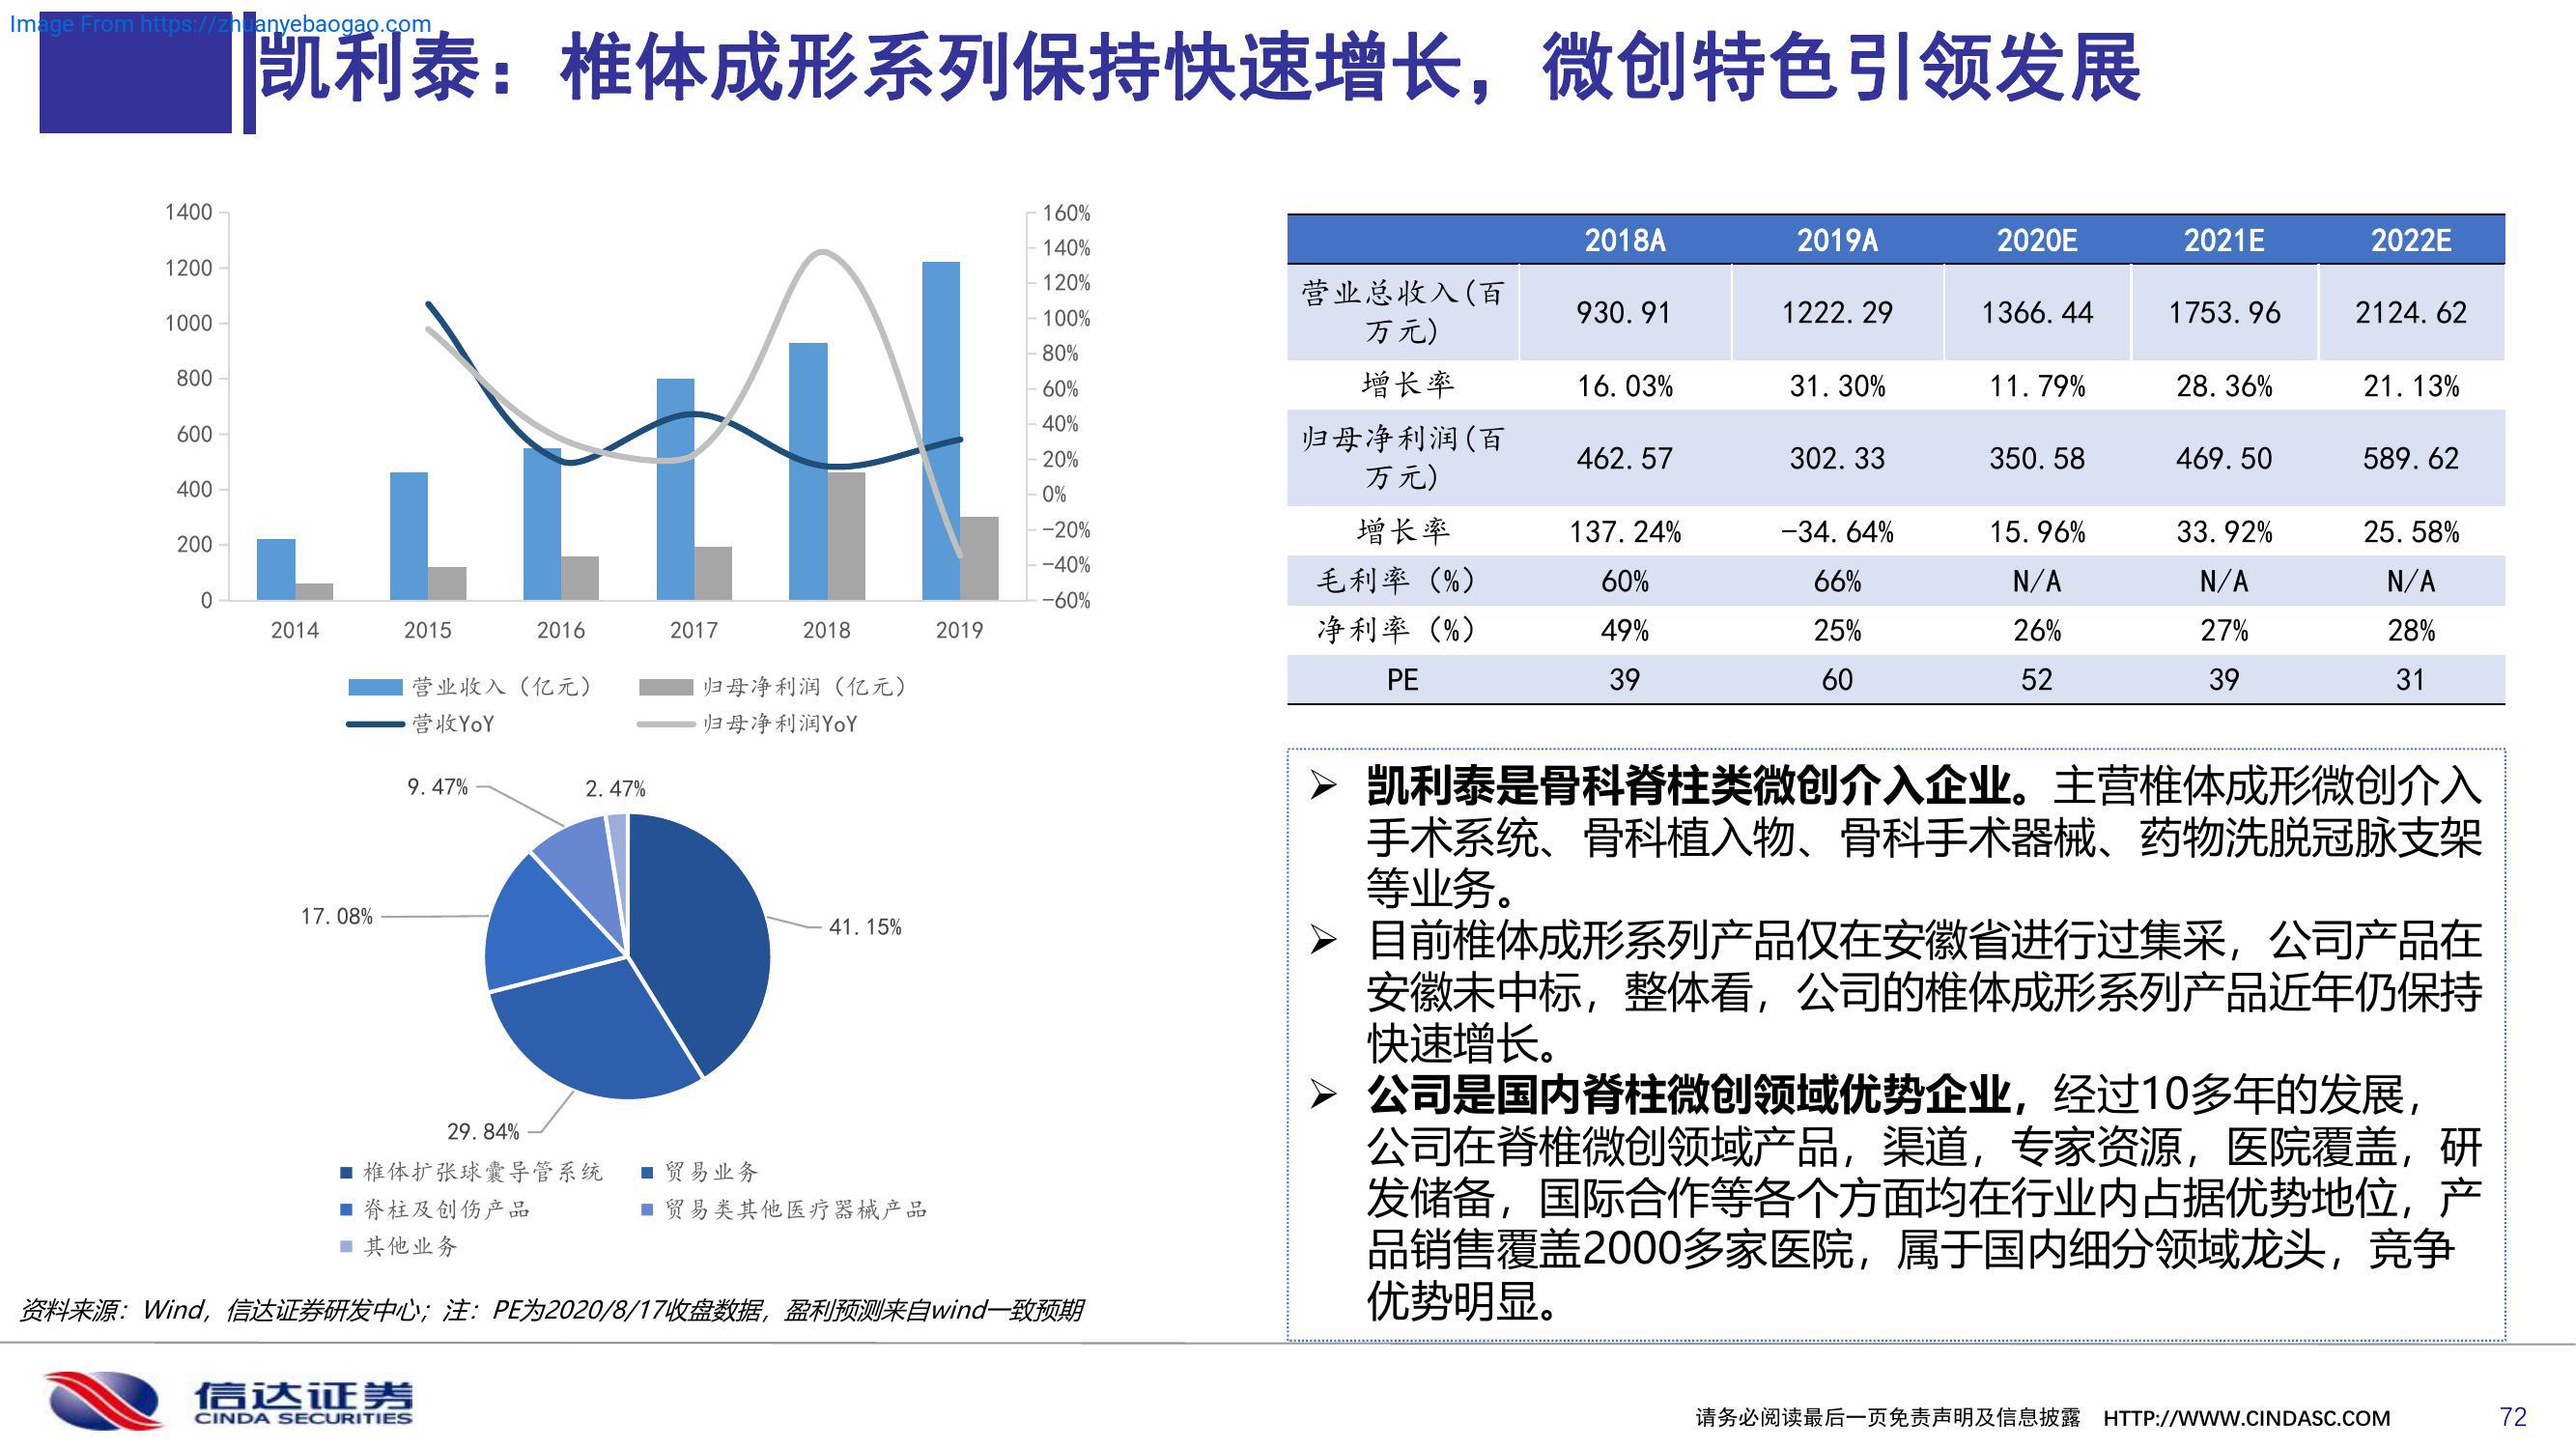 Image From https://zhuanyebaogao.com
凯利泰：椎体成形系列保持快速增长，微创特色引领发展
1400
1200
1000
800
600
400
200
0
160%
140%
120%
100%
80%
60%
40%
20%
0%
-20%
-40%
-60%
2014 2015 2016 2017 2018 2019
营业收入（亿元） 归母净利润（亿元）
营收YoY 归母净利润YoY
9.47% 2.47%
17.08%
41.15%
29.84%
椎体扩张球囊导管系统 贸易业务
脊柱及创伤产品 贸易类其他医疗器械产品
其他业务
资料来源：Wind，信达证券研发中心；注：PE为2020/8/17收盘数据，盈利预测来自wind一致预期
2018A 2019A 2020E 2021E 2022E
营业总收入(百
万元) 930.91 1222.29 1366.44 1753.96 2124.62
增长率 16.03% 31.30% 11.79% 28.36% 21.13%
归母净利润(百
万元) 462.57 302.33 350.58 469.50 589.62
增长率 137.24% -34.64% 15.96% 33.92% 25.58%
毛利率（%） 60% 66% N/A N/A N/A
净利率（%） 49% 25% 26% 27% 28%
PE 39 60 52 39 31
➢ 凯利泰是骨科脊柱类微创介入企业。主营椎体成形微创介入
手术系统、骨科植入物、骨科手术器械、药物洗脱冠脉支架
等业务。
➢ 目前椎体成形系列产品仅在安徽省进行过集采，公司产品在
安徽未中标，整体看，公司的椎体成形系列产品近年仍保持
快速增长。
➢ 公司是国内脊柱微创领域优势企业，经过10多年的发展，
公司在脊椎微创领域产品，渠道，专家资源，医院覆盖，研
发储备，国际合作等各个方面均在行业内占据优势地位，产
品销售覆盖2000多家医院，属于国内细分领域龙头，竞争
优势明显。
信达证券
CINDA SECURITIES
请务必阅读最后一页免责声明及信息披露 HTTP://WWW.CINDASC.COM 72